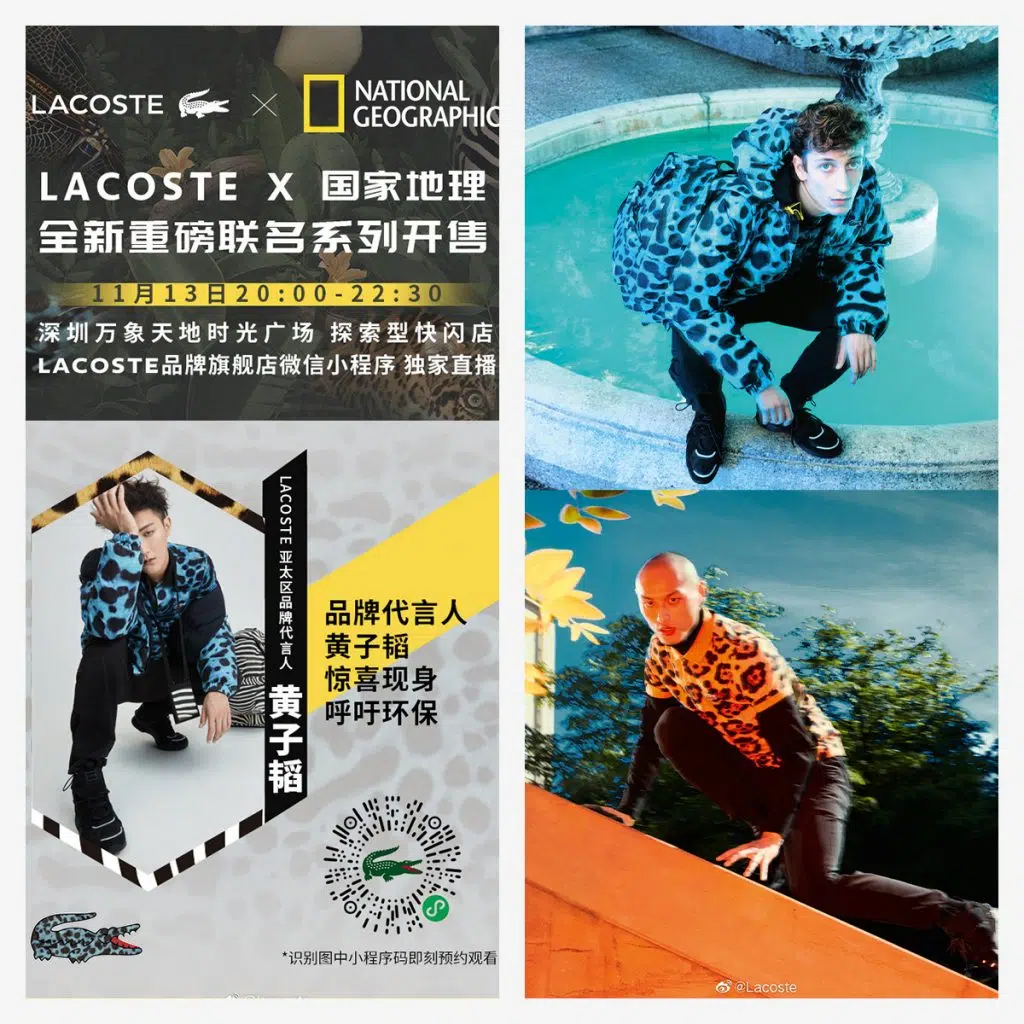 LACOSTE
NATIONAL
GEOGRAPHIC
LACOSTE X 国家地理
全新重磅联名系列开售
11月13日20:00-22:30
深圳万象天地时光广场 探索型快闪店
LACOSTE品牌旗舰店微信小程序 独家直播
LACOSTE 亚太区品牌代言人
黄子韬
品牌代言人
黄子韬
惊喜现身
呼吁环保
*识别图中小程序码即刻预约观看
@Lacoste